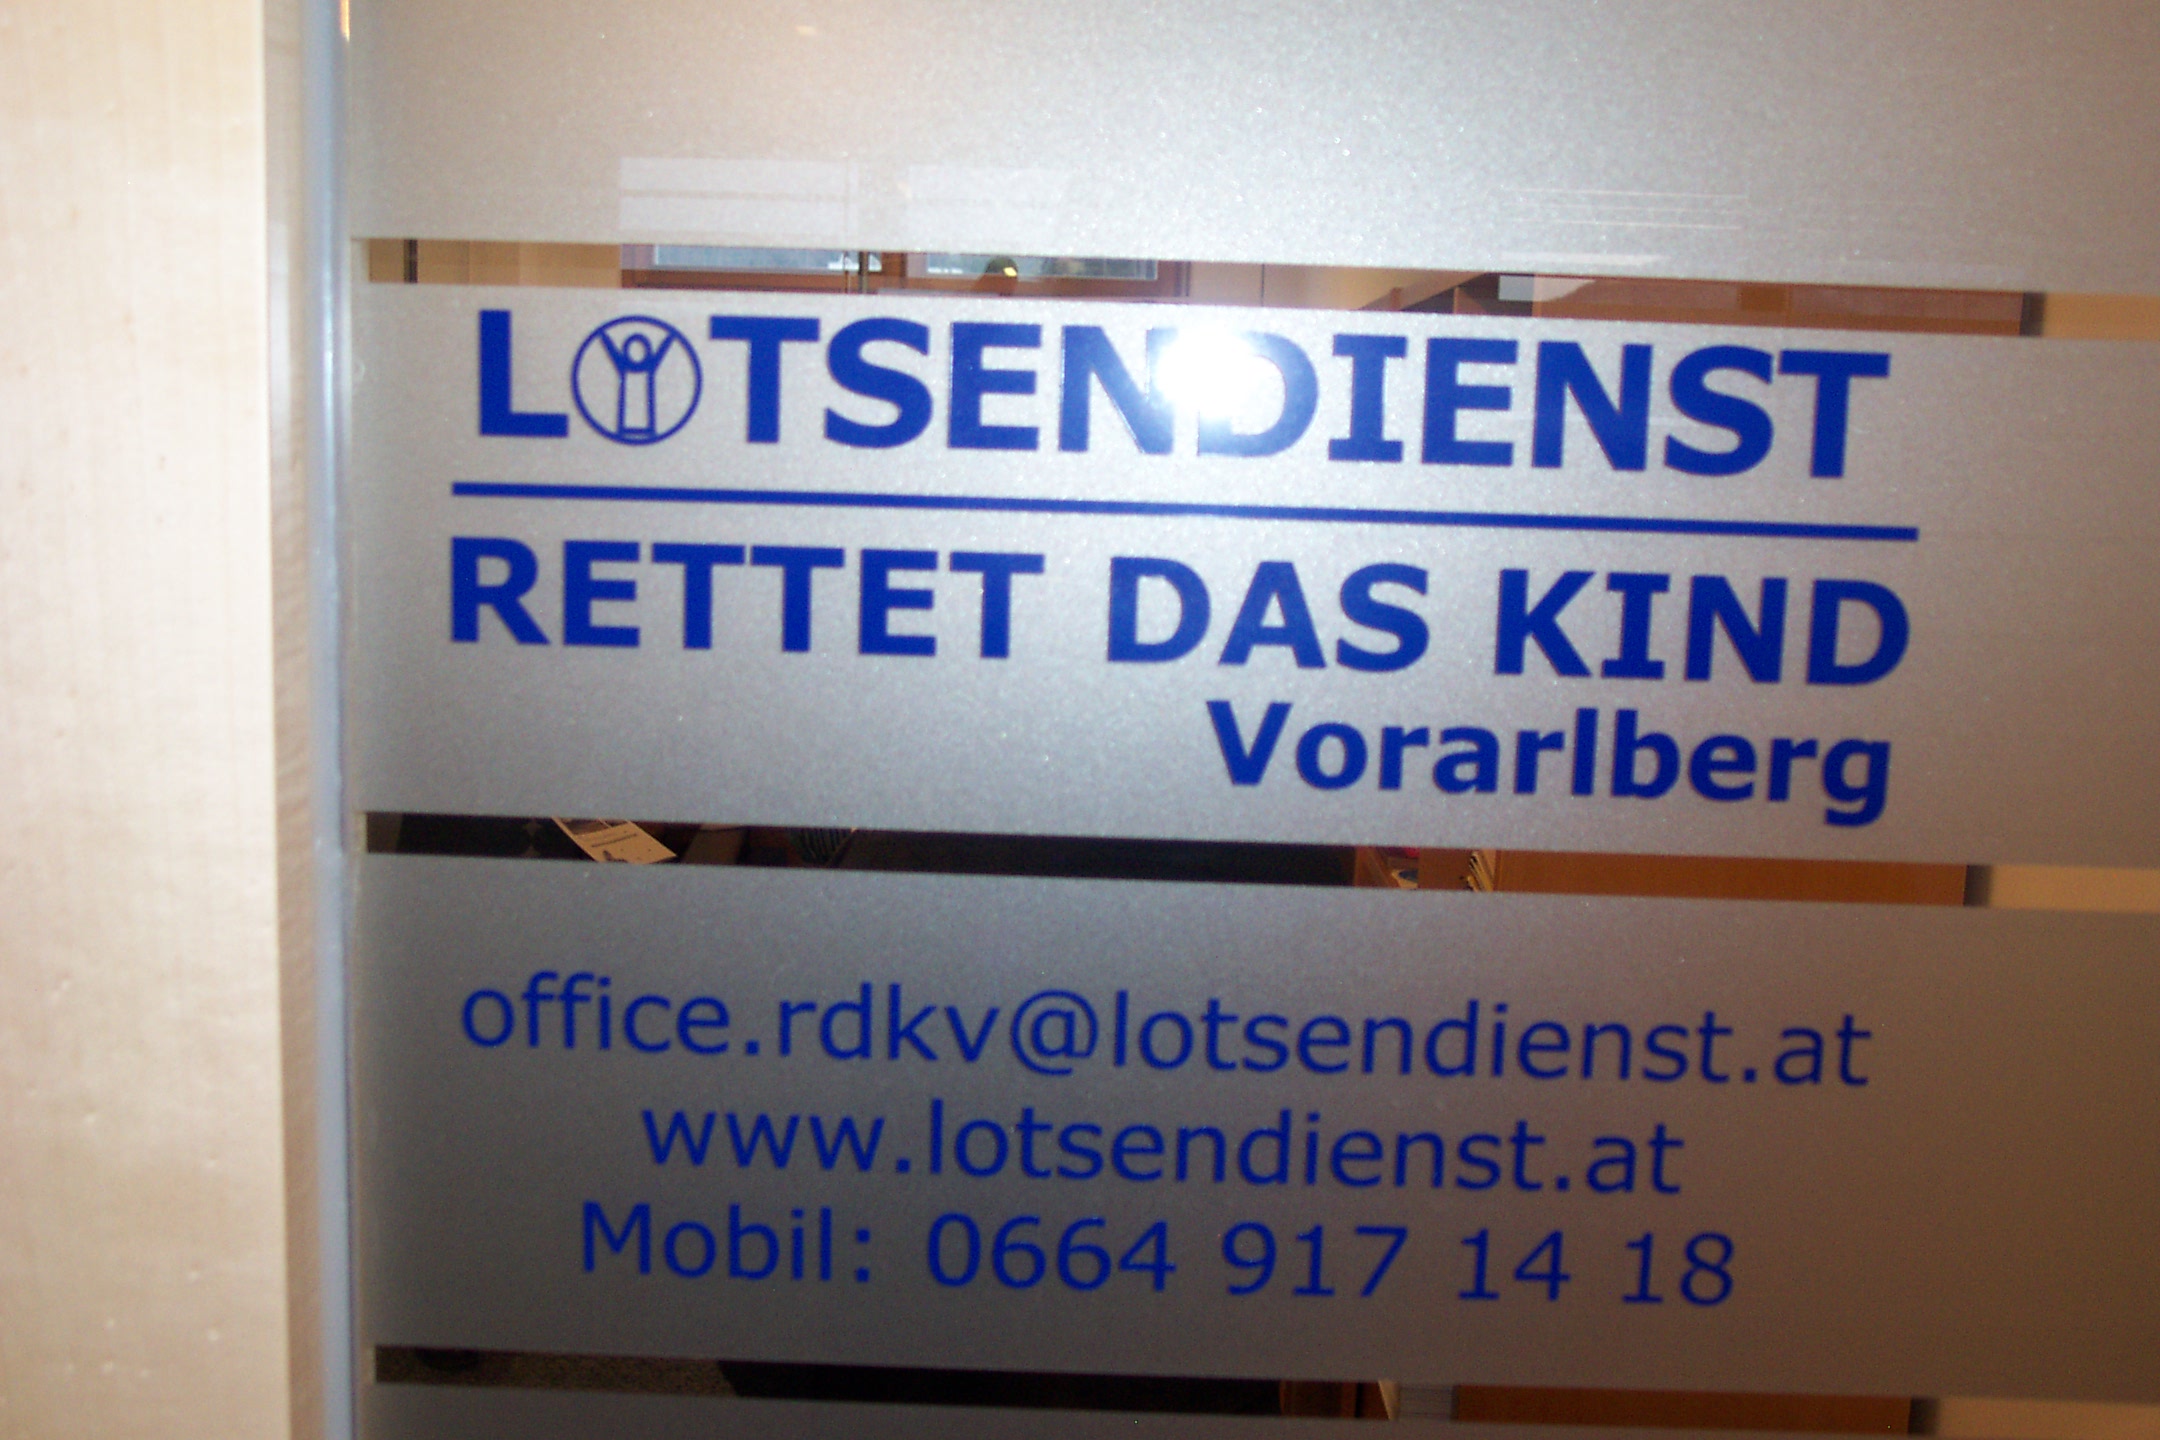 LOTSENDIENST
RETTET DAS KIND
Vorarlberg
office.rdkv@lotsendienst.at
www.lotsendienst.at
Mobil: 0664 917 14 18